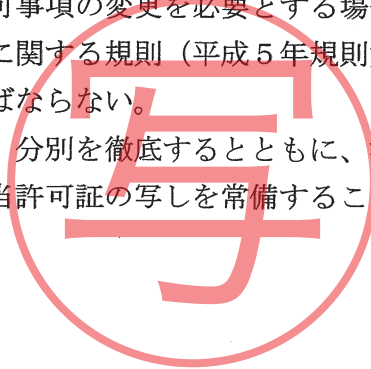 可事項の変更を必要とする場
に関する規則（平成５年規則
ばならない。
分別を徹底するとともに、
当許可証の写しを常備するこ
写